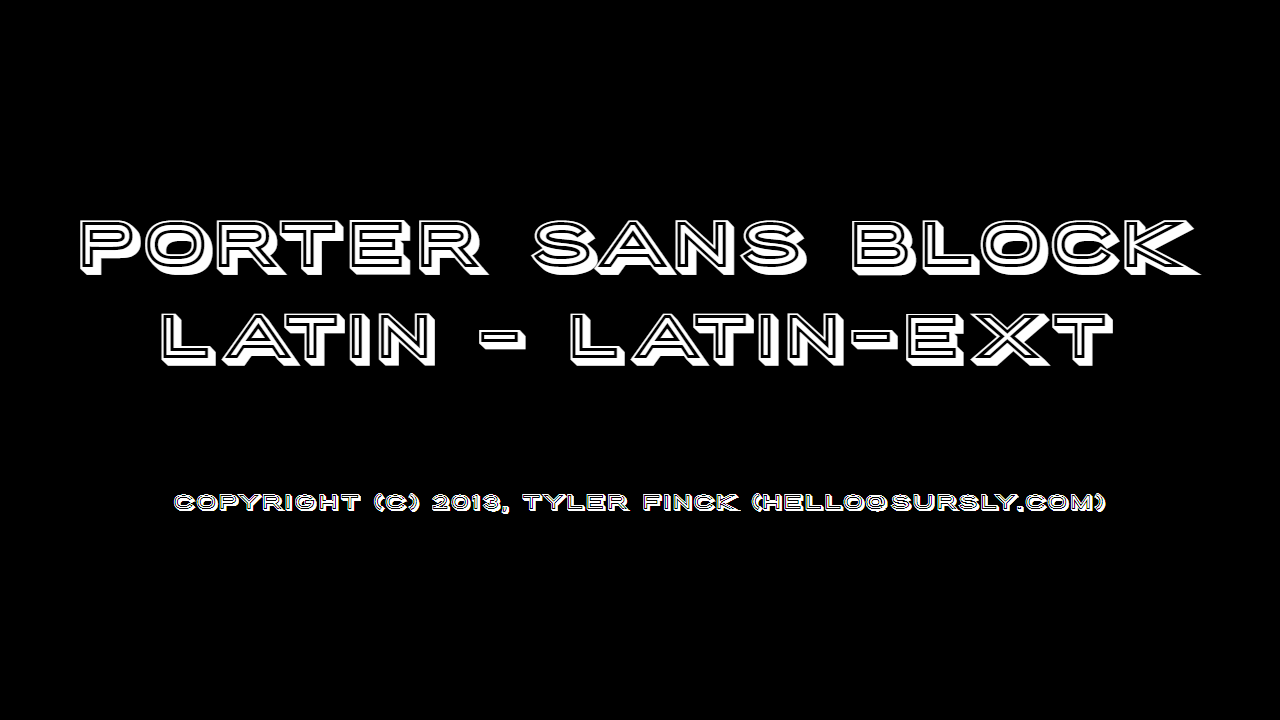 PORTER SANS BLOCK
LATIN - LATIN-EXT
COPYRIGHT (C) 2013, TYLER FINCK (HELLO@SURSLY.COM)